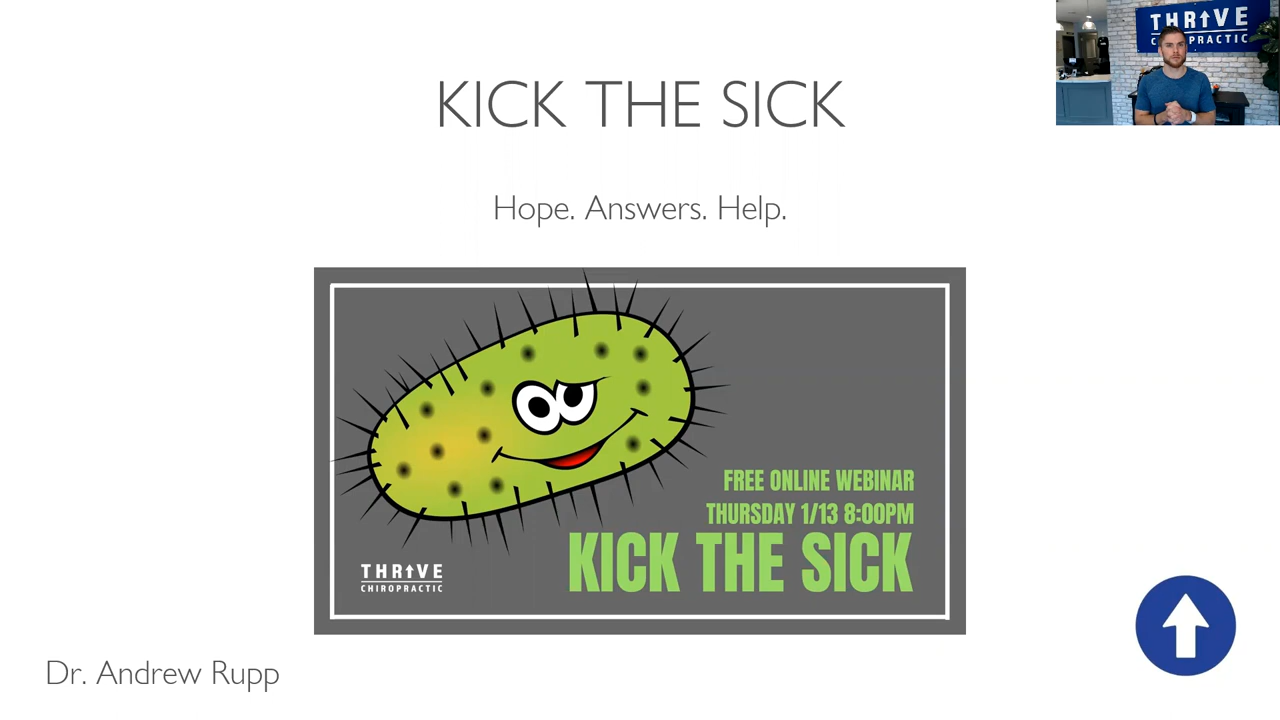 KICK THE SICK
THRIVE
CHIROPRACTIC
Hope. Answers. Help.
FREE ONLINE WEBINAR
THURSDAY 1/13 8:00PM
KICK THE SICK
THRIVE
CHIROPRACTIC
Dr. Andrew Rupp